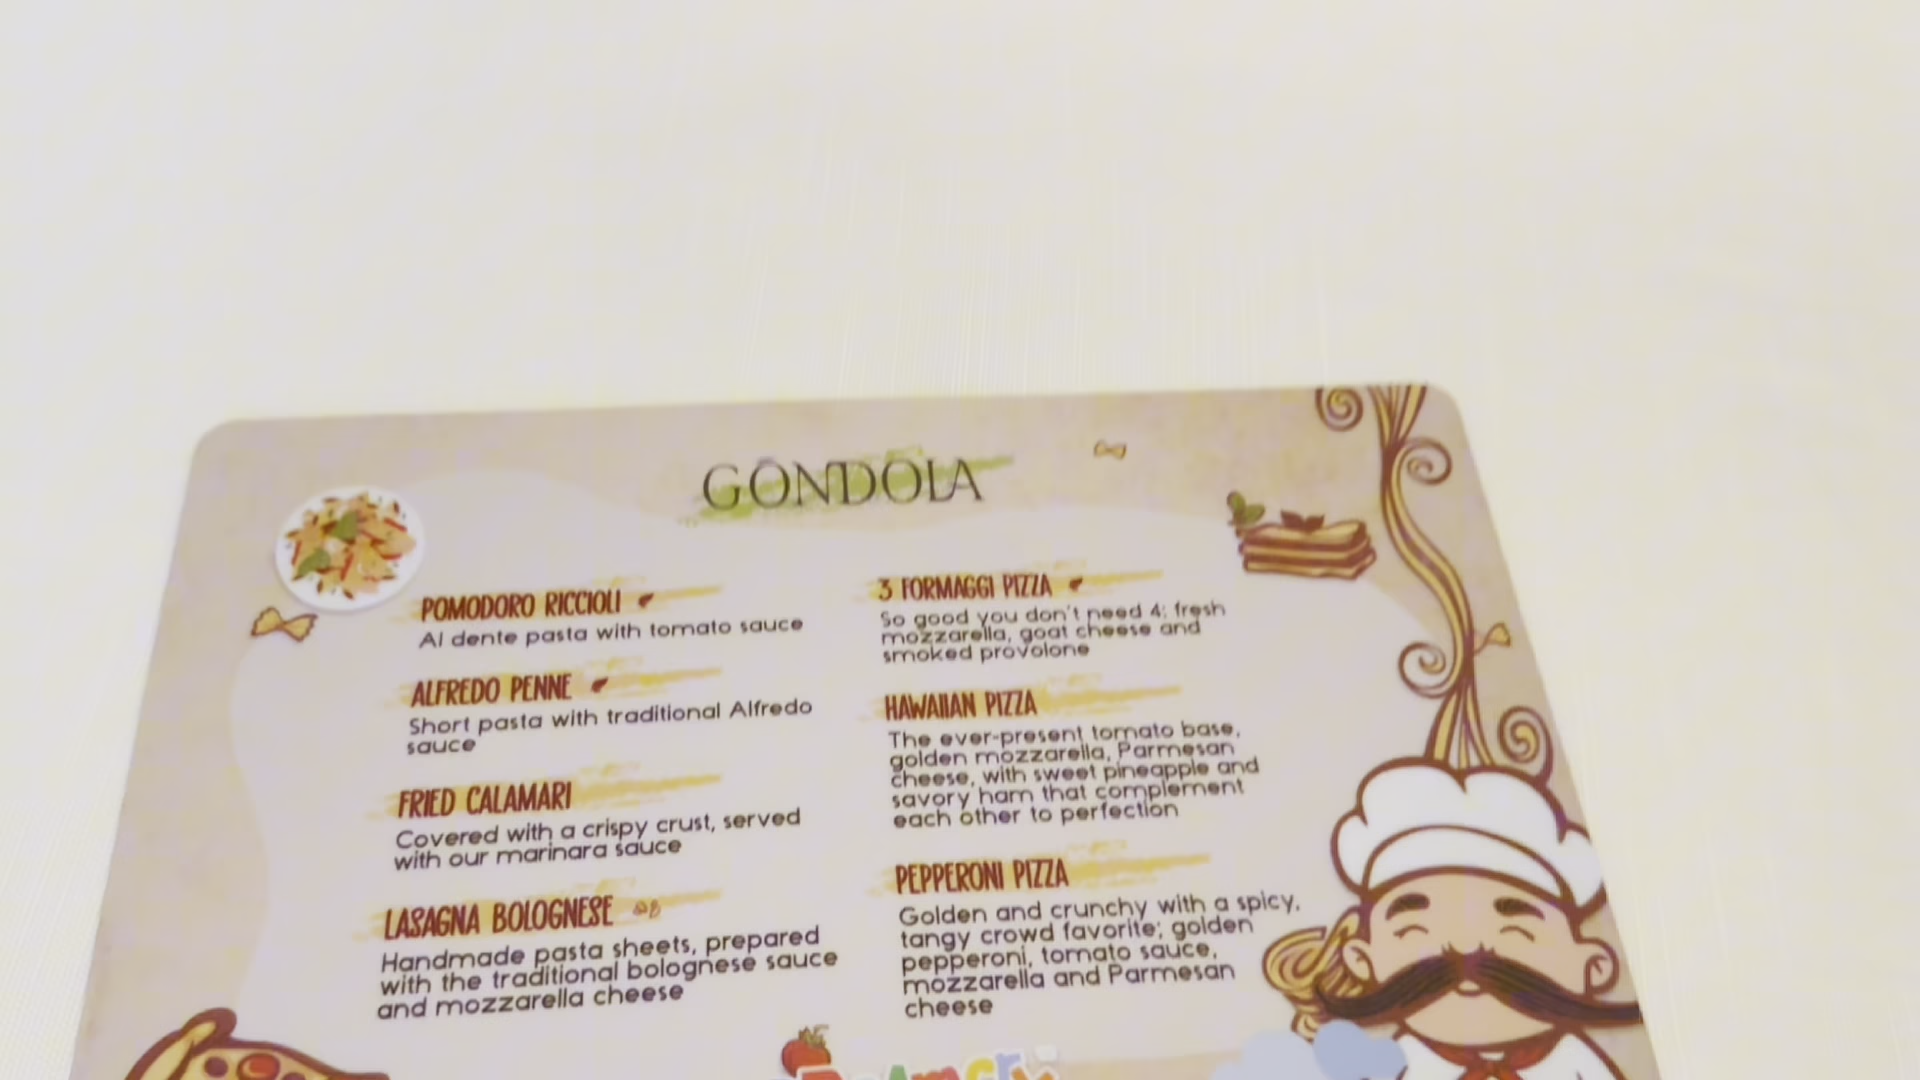 GONDOLA
POMODORO RICCIOLI
Al dente pasta with tomato sauce
ALFREDO PENNE
Short pasta with traditional Alfredo
sauce
FRIED CALAMARI
Covered with a crispy crust, served
with our marinara sauce
LASAGNA BOLOGNESE
Handmade pasta sheets, prepared
with the traditional bolognese sauce
and mozzarella cheese
3 FORMAGGI PIZZA
So good you don't need 4; fresh
mozzarella, goat cheese and
smoked provolone
HAWAIIAN PIZZA
The ever-present tomato base,
golden mozzarella, Parmesan
cheese, with sweet pineapple and
savory ham that complement
each other to perfection
PEPPERONI PIZZA
Golden and crunchy with a spicy,
tangy crowd favorite; golden
pepperoni, tomato sauce,
mozzarella and Parmesan
cheese